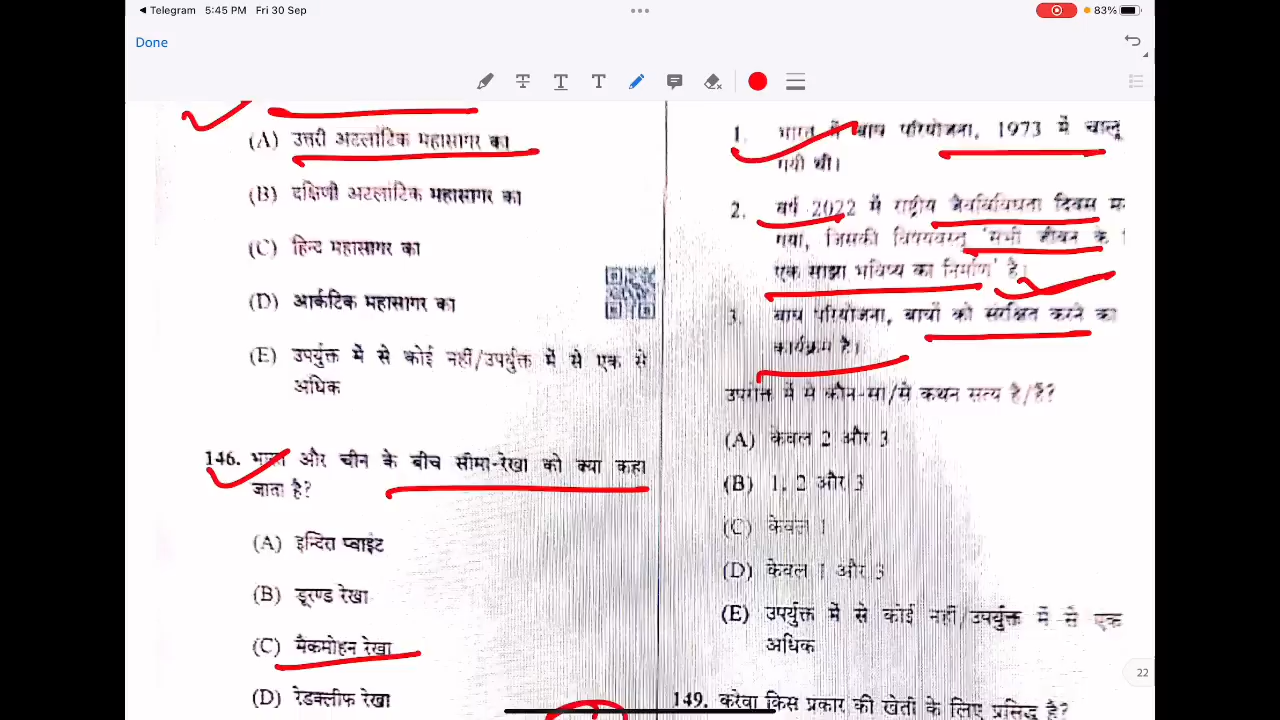 Telegram 5:45 PM Fri 30 Sep
83%
Done
(A) उत्तरी अटलांटिक महासागर का
(B) दक्षिणी अटलांटिक महासागर का
(C) हिन्द महासागर का
(D) आर्कटिक महासागर का
(E) उपर्युक्त में से कोई नहीं/उपर्युक्त में से एक से
अधिक
146. भारत और चीन के बीच सीमा-रेखा को क्या कहा
जाता है?
(A) इन्दिरा प्वाइंट
(B) डूरण्ड रेखा
(C) मैकमोहन रेखा
(D) रेडक्लीफ रेखा
1. भारत में बाघ परियोजना, 1973 में चालू
गयी थी।
2. वर्ष 2022 में राष्ट्रीय जैवविविधता दिवस
गया, जिसकी विषयवस्तु 'सभी जीवन के
एक साझा भविष्य का निर्माण' है।
3. बाघ परियोजना, बाघों को संरक्षित करने का
कार्यक्रम है।
उपरोक्त में से कौन-सा/से कथन सत्य है/हैं?
(A) केवल 2 और 3
(B) 1, 2 और 3
(C) केवल 1
(D) केवल 1 और 3
(E) उपर्युक्त में से कोई नहीं/उपर्युक्त में से एक
अधिक
22
149. करेवा किस प्रकार की खेती के लिए प्रसिद्ध है?